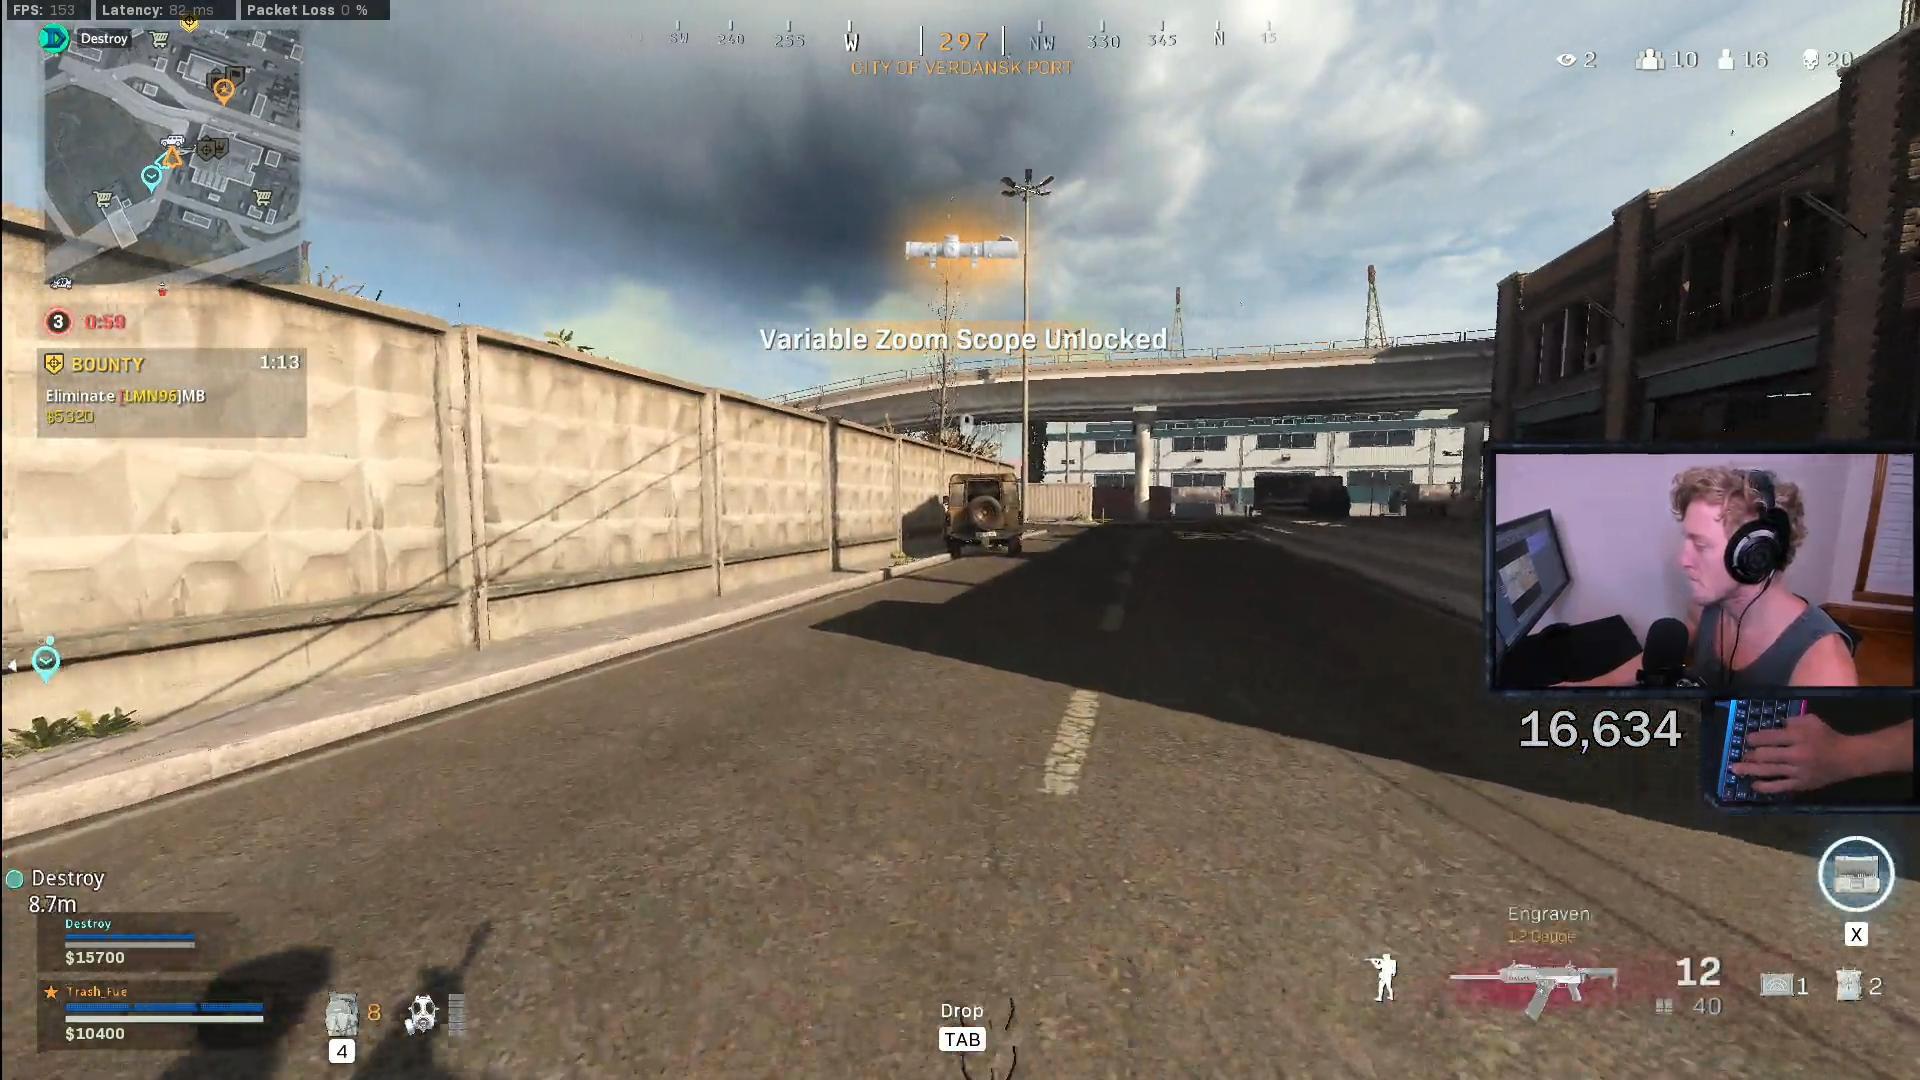 FPS: 153 Latency: 82 ms Packet Loss 0 %
Destroy
SW 240 255 W 297 NW 330 345 N 15
CITY OF VERDANSK PORT
2 10 16 20
3 0:59
BOUNTY 1:13
Eliminate [LMN96]MB
$5320
Variable Zoom Scope Unlocked
Ping
16,634
Destroy
8.7m
Destroy
$15700
Trash_Fue
$10400
8
4
Drop
TAB
Engraven
12 Gauge
12
40
1
2
X